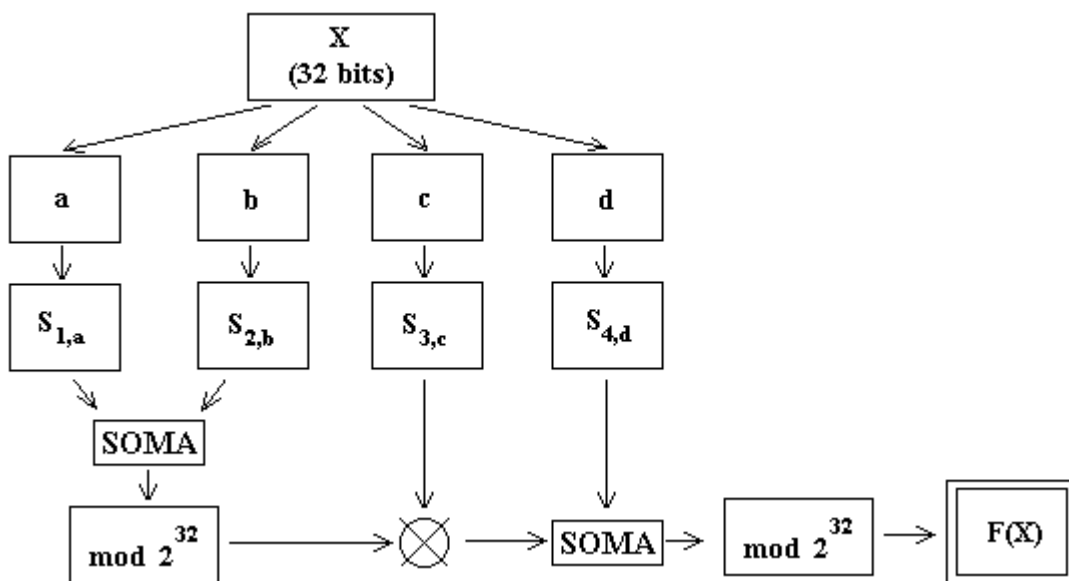 X
(32 bits)
a b c d
S1,a S2,b S3,c S4,d
SOMA
mod 2^32 SOMA mod 2^32 F(X)